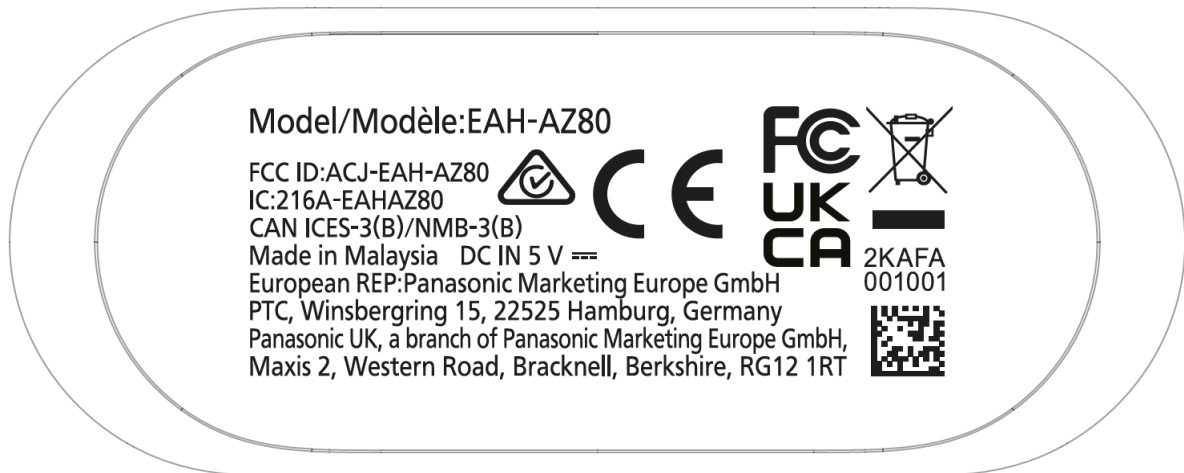 Model/Modèle:EAH-AZ80
FCC ID:ACJ-EAH-AZ80
IC:216A-EAHAZ80
CAN ICES-3(B)/NMB-3(B)
Made in Malaysia DC IN 5 V ⎓
European REP:Panasonic Marketing Europe GmbH
PTC, Winsbergring 15, 22525 Hamburg, Germany
Panasonic UK, a branch of Panasonic Marketing Europe GmbH,
Maxis 2, Western Road, Bracknell, Berkshire, RG12 1RT
CE
FC
UK
CA
2KAFA
001001